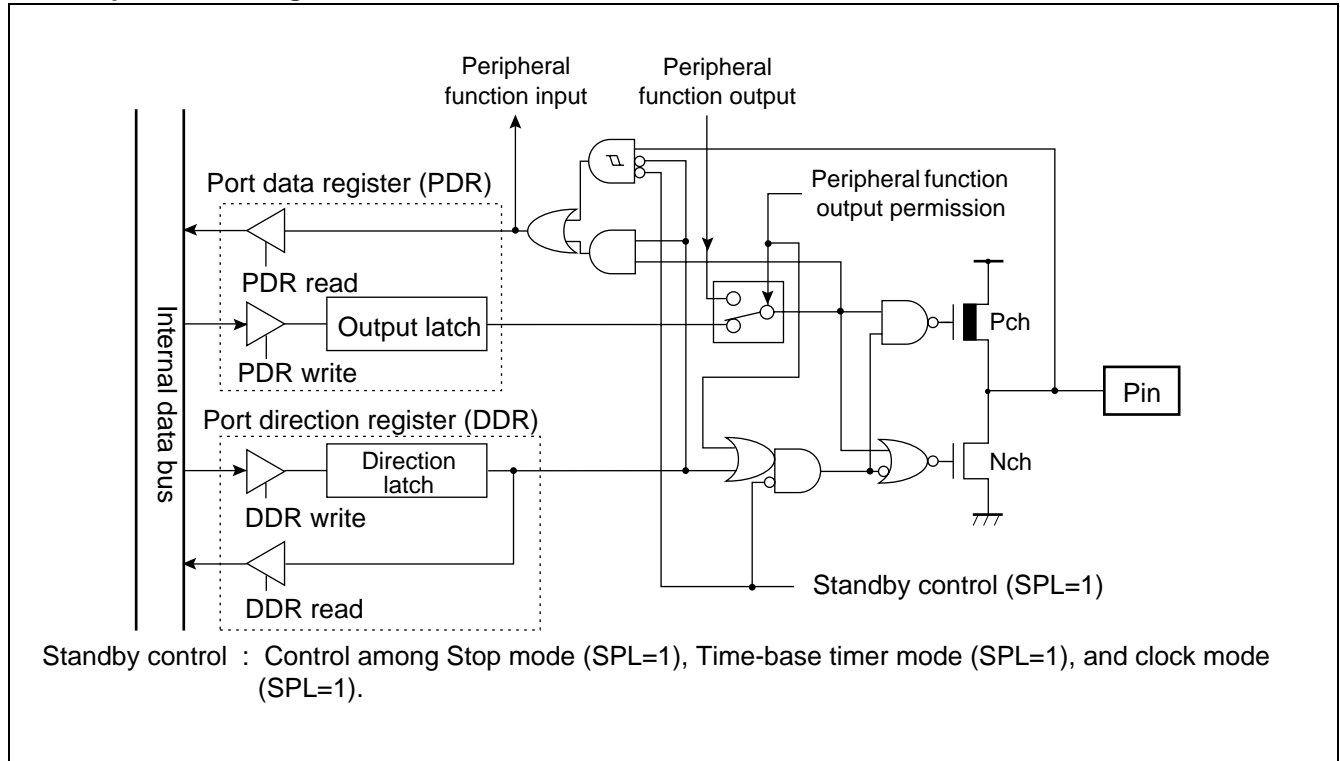 Peripheral
function input
Peripheral
function output
Port data register (PDR)
Peripheral function
output permission
PDR read
Output latch
PDR write
Internal data bus
Pch
Pin
Port direction register (DDR)
Direction
latch
Nch
DDR write
Standby control (SPL=1)
DDR read
Standby control : Control among Stop mode (SPL=1), Time-base timer mode (SPL=1), and clock mode
(SPL=1).